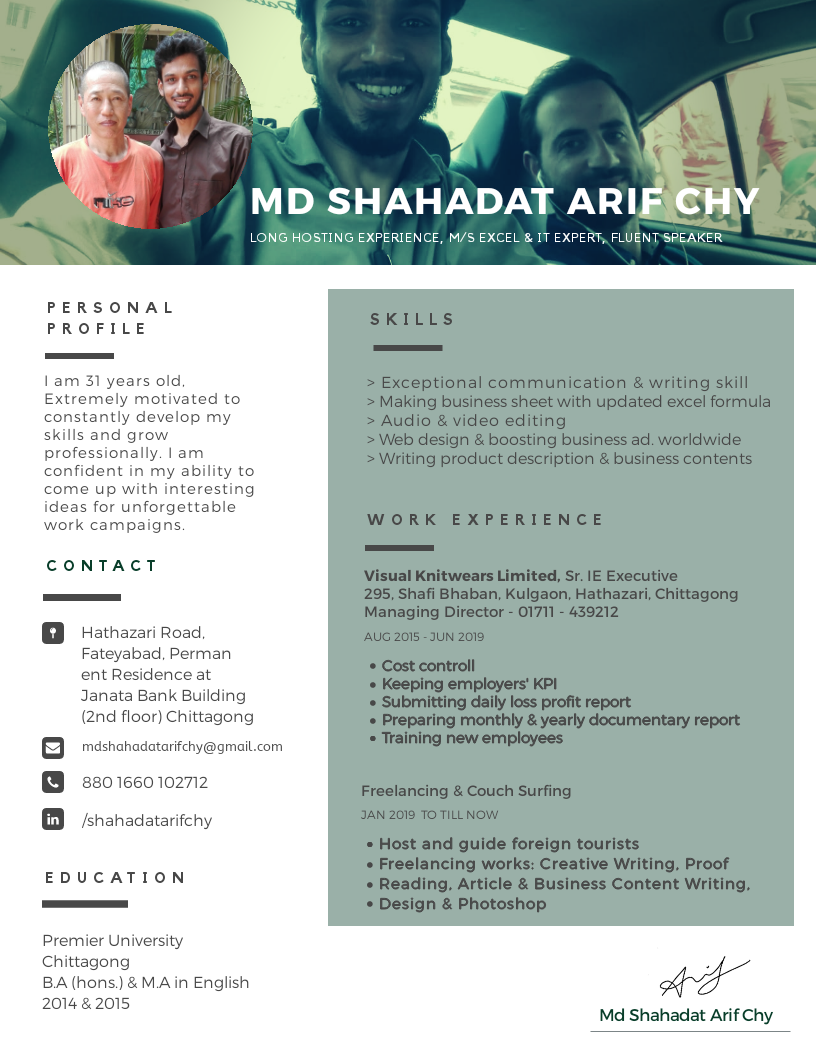 MD SHAHADAT ARIF CHY
LONG HOSTING EXPERIENCE, M/S EXCEL & IT EXPERT, FLUENT SPEAKER
PERSONAL
PROFILE
I am 31 years old,
Extremely motivated to
constantly develop my
skills and grow
professionally. I am
confident in my ability to
come up with interesting
ideas for unforgettable
work campaigns.
CONTACT
Hathazari Road,
Fateyabad, Perman
ent Residence at
Janata Bank Building
(2nd floor) Chittagong
mdshahadatarifchy@gmail.com
880 1660 102712
in /shahadatarifchy
EDUCATION
Premier University
Chittagong
B.A (hons.) & M.A in English
2014 & 2015
SKILLS
> Exceptional communication & writing skill
> Making business sheet with updated excel formula
> Audio & video editing
> Web design & boosting business ad. worldwide
> Writing product description & business contents
WORK EXPERIENCE
Visual Knitwears Limited, Sr. IE Executive
295, Shafi Bhaban, Kulgaon, Hathazari, Chittagong
Managing Director - 01711 - 439212
AUG 2015 - JUN 2019
• Cost controll
• Keeping employers' KPI
• Submitting daily loss profit report
• Preparing monthly & yearly documentary report
• Training new employees
Freelancing & Couch Surfing
JAN 2019 TO TILL NOW
• Host and guide foreign tourists
• Freelancing works: Creative Writing, Proof
• Reading, Article & Business Content Writing,
• Design & Photoshop
Arif
Md Shahadat Arif Chy